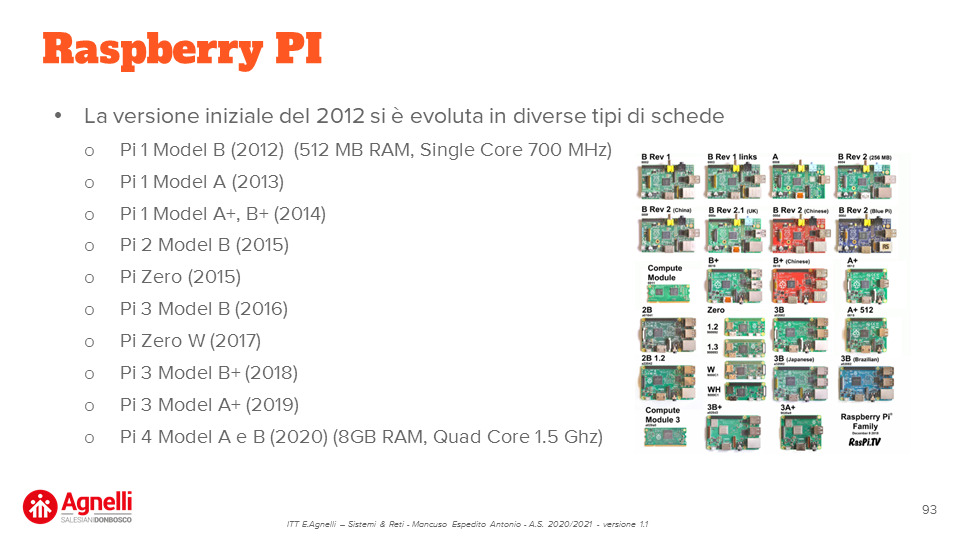 Raspberry PI
• La versione iniziale del 2012 si è evoluta in diverse tipi di schede
o Pi 1 Model B (2012) (512 MB RAM, Single Core 700 MHz)
o Pi 1 Model A (2013)
o Pi 1 Model A+, B+ (2014)
o Pi 2 Model B (2015)
o Pi Zero (2015)
o Pi 3 Model B (2016)
o Pi Zero W (2017)
o Pi 3 Model B+ (2018)
o Pi 3 Model A+ (2019)
o Pi 4 Model A e B (2020) (8GB RAM, Quad Core 1.5 Ghz)
B Rev 1 B Rev 1 links A B Rev 2 (256 MB)
B Rev 2 (China) B Rev 2.1 (UK) B Rev 2 (Chinese) B Rev 2 (Blue Pi)
Compute
Module
B+ B+ (Chinese) A+
2B Zero 3B A+ 512
1.2
1.3
2B 1.2 3B (Japanese) 3B (Brazilian)
W
WH
Compute
Module 3
3B+ 3A+
Raspberry Pi
Family
RasPi.TV
Agnelli
SALESIANI DONBOSCO
ITT E.Agnelli – Sistemi & Reti - Mancuso Espedito Antonio - A.S. 2020/2021 - versione 1.1
93